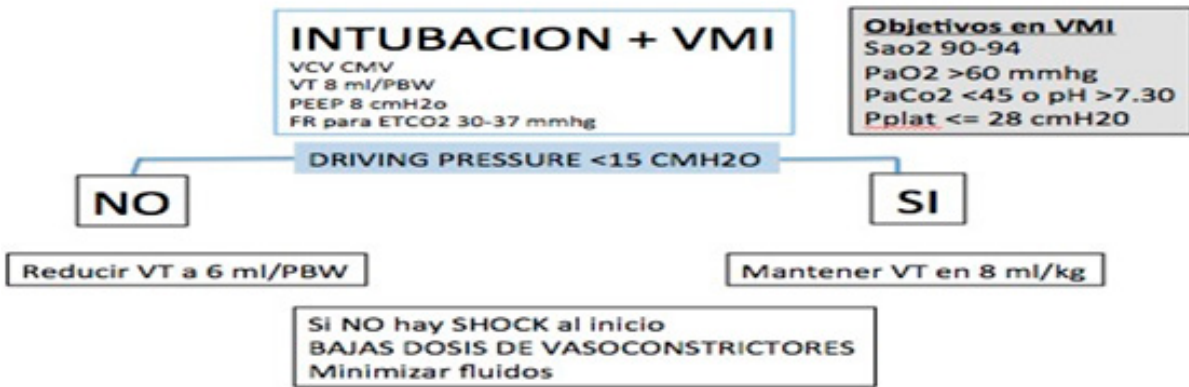 INTUBACION + VMI
VCV CMV
VT 8 ml/PBW
PEEP 8 cmH2o
FR para ETCO2 30-37 mmhg
Objetivos en VMI
Sao2 90-94
PaO2 >60 mmhg
PaCo2 <45 o pH >7.30
Pplat <= 28 cmH20
DRIVING PRESSURE <15 CMH2O
NO
SI
Reducir VT a 6 ml/PBW
Mantener VT en 8 ml/kg
Si NO hay SHOCK al inicio
BAJAS DOSIS DE VASOCONSTRICTORES
Minimizar fluidos